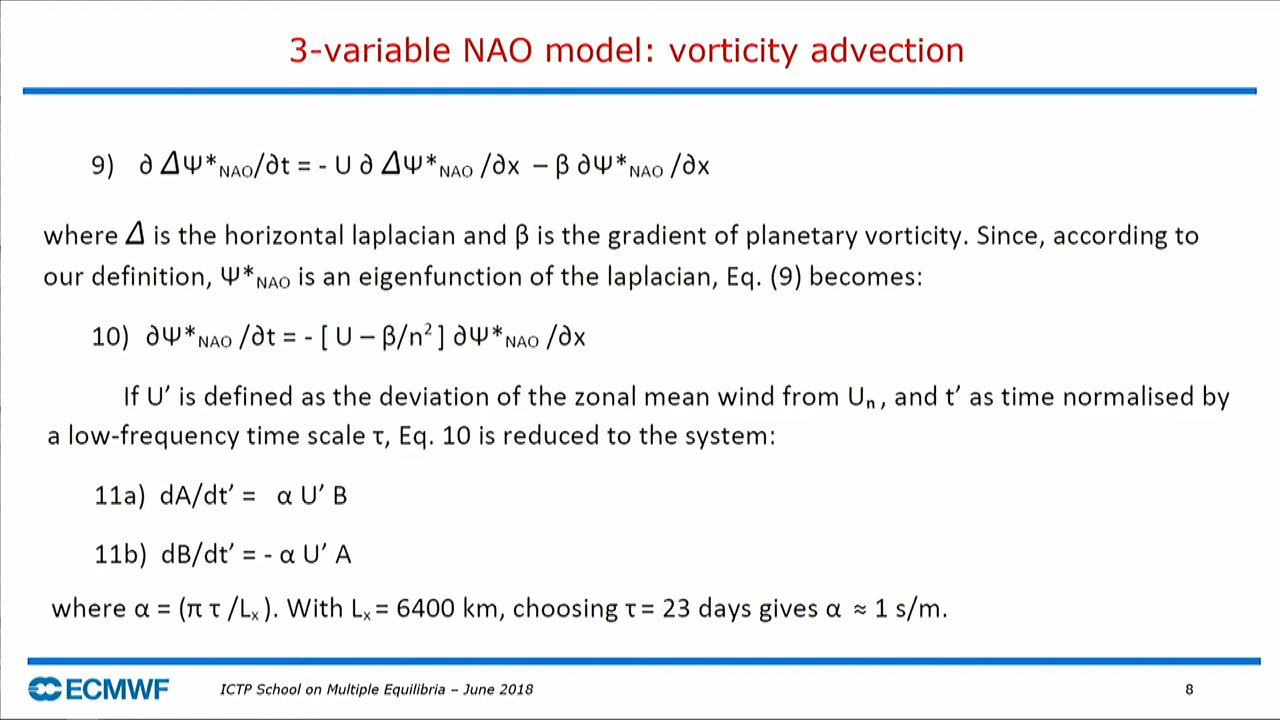 3-variable NAO model: vorticity advection
9) ∂ ΔΨ*NAO/∂t = - U ∂ ΔΨ*NAO /∂x – β ∂Ψ*NAO /∂x
where Δ is the horizontal laplacian and β is the gradient of planetary vorticity. Since, according to
our definition, Ψ*NAO is an eigenfunction of the laplacian, Eq. (9) becomes:
10) ∂Ψ*NAO /∂t = - [ U – β/n² ] ∂Ψ*NAO /∂x
If U’ is defined as the deviation of the zonal mean wind from Uₙ , and t’ as time normalised by
a low-frequency time scale τ, Eq. 10 is reduced to the system:
11a) dA/dt’ = α U’ B
11b) dB/dt’ = - α U’ A
where α = (π τ /Lₓ ). With Lₓ = 6400 km, choosing τ = 23 days gives α ≈ 1 s/m.
ECMWF ICTP School on Multiple Equilibria – June 2018 8